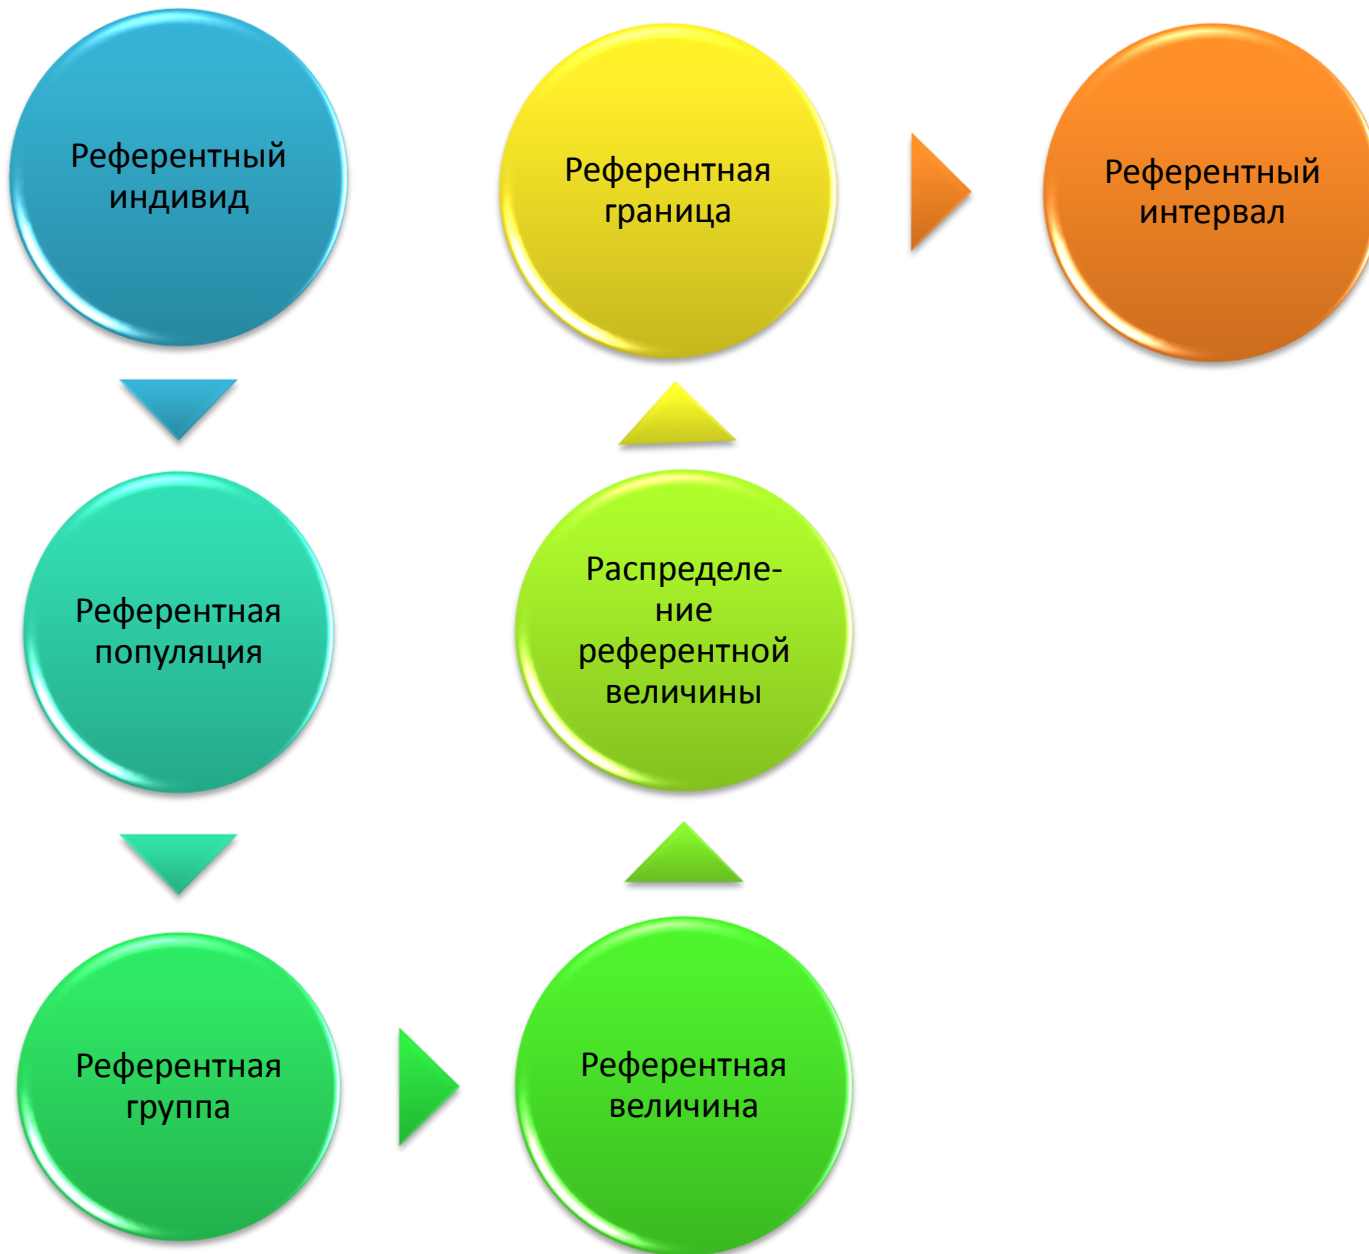 Референтный
индивид
Референтная
популяция
Референтная
группа
Референтная
величина
Распределе-
ние
референтной
величины
Референтная
граница
Референтный
интервал